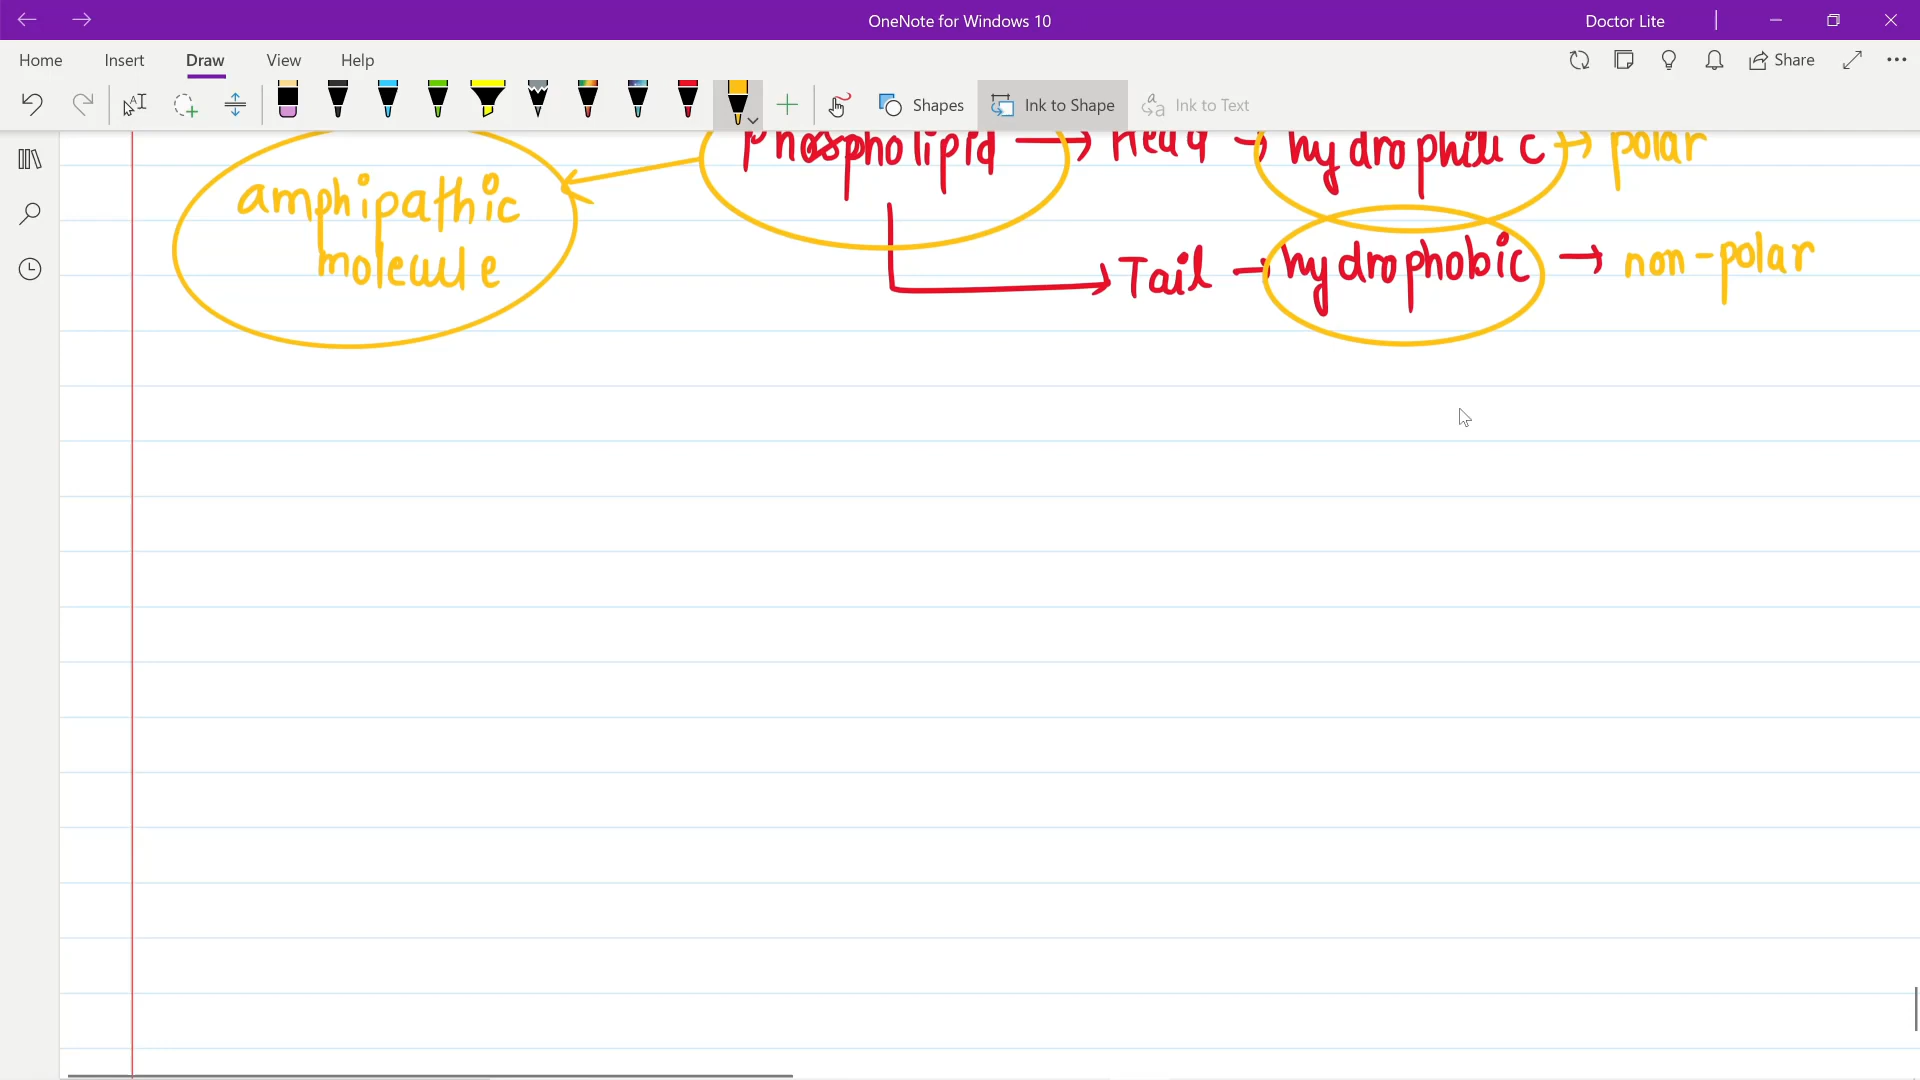 OneNote for Windows 10
Doctor Lite
Home Insert Draw View Help
Share
Shapes Ink to Shape Ink to Text
phospholipid → Head → hydrophilic → polar
amphipathic
molecule
Tail → hydrophobic → non-polar